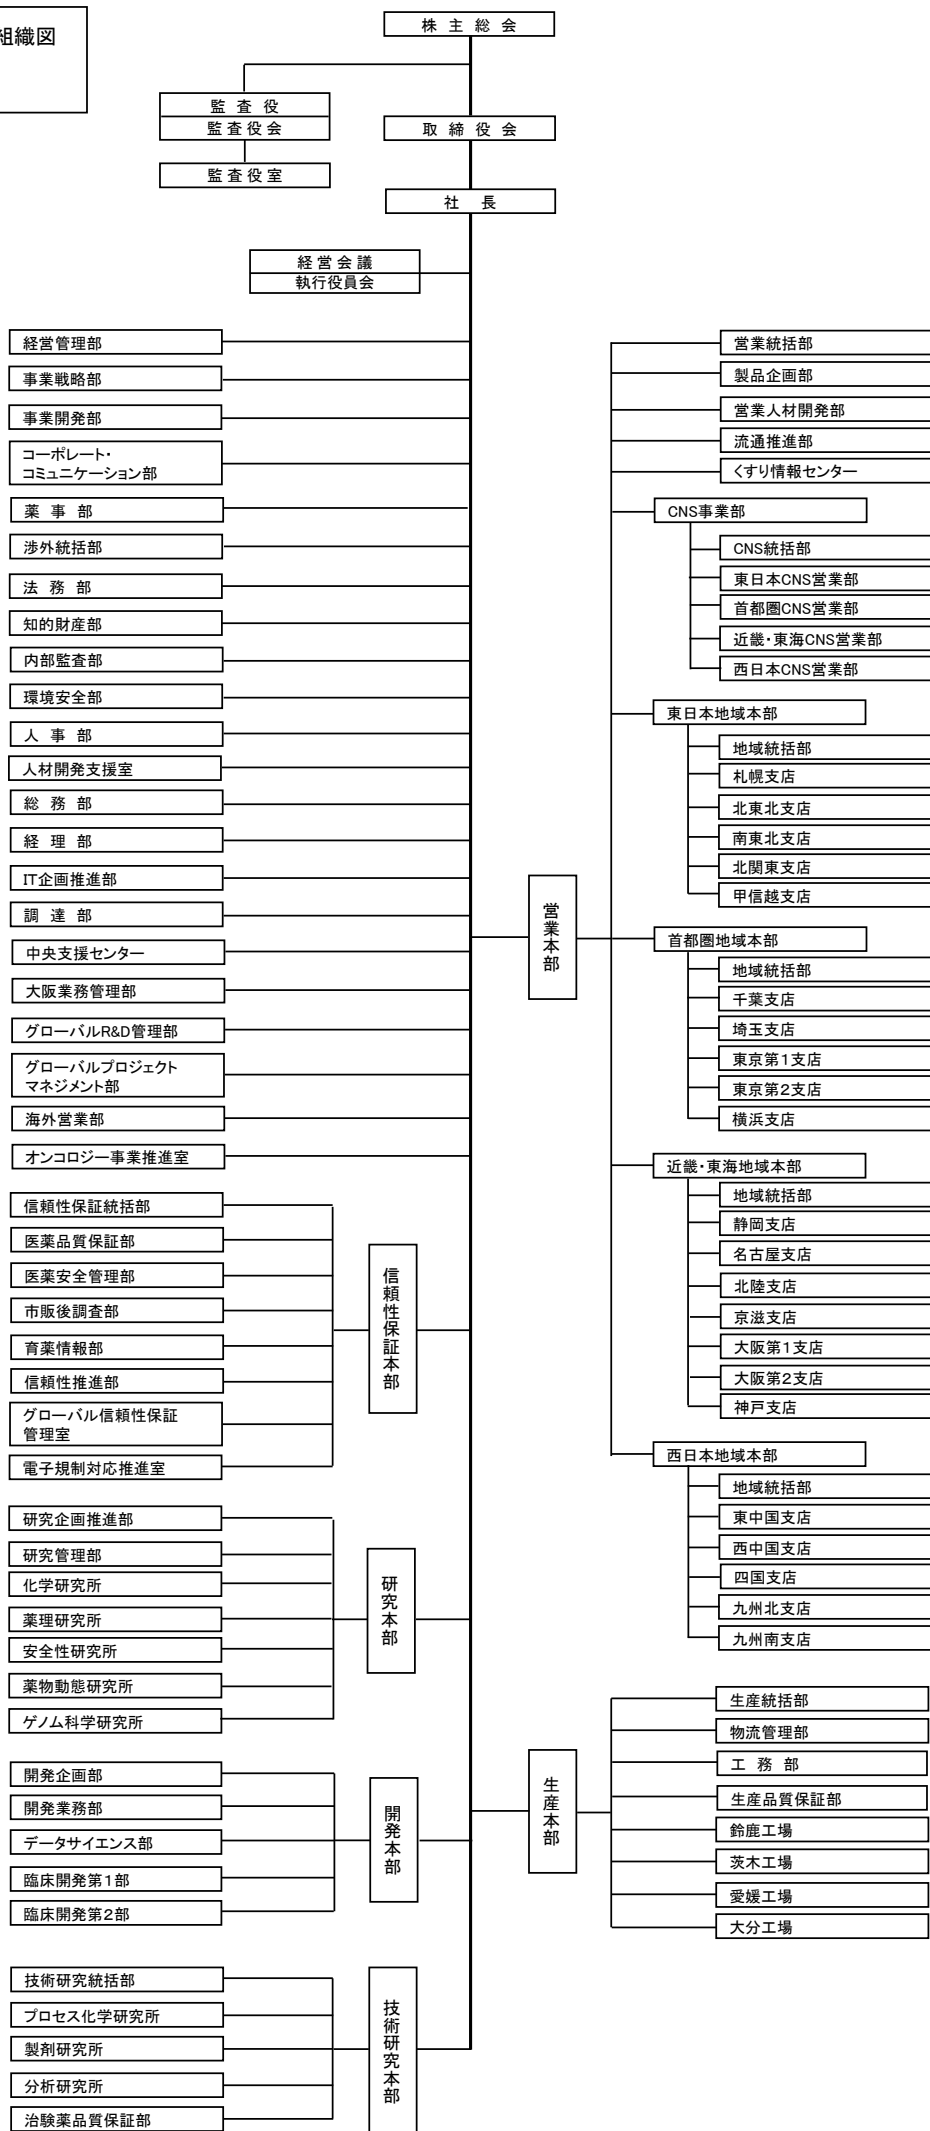 組織図
株 主 総 会
監 査 役
監 査 役 会
取 締 役 会
監 査 役 室
社 長
経 営 会 議
執行役員会
経営管理部
事業戦略部
事業開発部
コーポレート・
コミュニケーション部
薬 事 部
渉外統括部
法 務 部
知的財産部
内部監査部
環境安全部
人 事 部
人材開発支援室
総 務 部
経 理 部
IT企画推進部
調 達 部
中央支援センター
大阪業務管理部
グローバルR&D管理部
グローバルプロジェクト
マネジメント部
海外営業部
オンコロジー事業推進室
信頼性保証本部
信頼性保証統括部
医薬品質保証部
医薬安全管理部
市販後調査部
育薬情報部
信頼性推進部
グローバル信頼性保証
管理室
電子規制対応推進室
研究本部
研究企画推進部
研究管理部
化学研究所
薬理研究所
安全性研究所
薬物動態研究所
ゲノム科学研究所
開発本部
開発企画部
開発業務部
データサイエンス部
臨床開発第1部
臨床開発第2部
技術研究本部
技術研究統括部
プロセス化学研究所
製剤研究所
分析研究所
治験薬品質保証部
営業本部
営業統括部
製品企画部
営業人材開発部
流通推進部
くすり情報センター
CNS事業部
CNS統括部
東日本CNS営業部
首都圏CNS営業部
近畿・東海CNS営業部
西日本CNS営業部
東日本地域本部
地域統括部
札幌支店
北東北支店
南東北支店
北関東支店
甲信越支店
首都圏地域本部
地域統括部
千葉支店
埼玉支店
東京第1支店
東京第2支店
横浜支店
近畿・東海地域本部
地域統括部
静岡支店
名古屋支店
北陸支店
京滋支店
大阪第1支店
大阪第2支店
神戸支店
西日本地域本部
地域統括部
東中国支店
西中国支店
四国支店
九州北支店
九州南支店
生産本部
生産統括部
物流管理部
工 務 部
生産品質保証部
鈴鹿工場
茨木工場
愛媛工場
大分工場